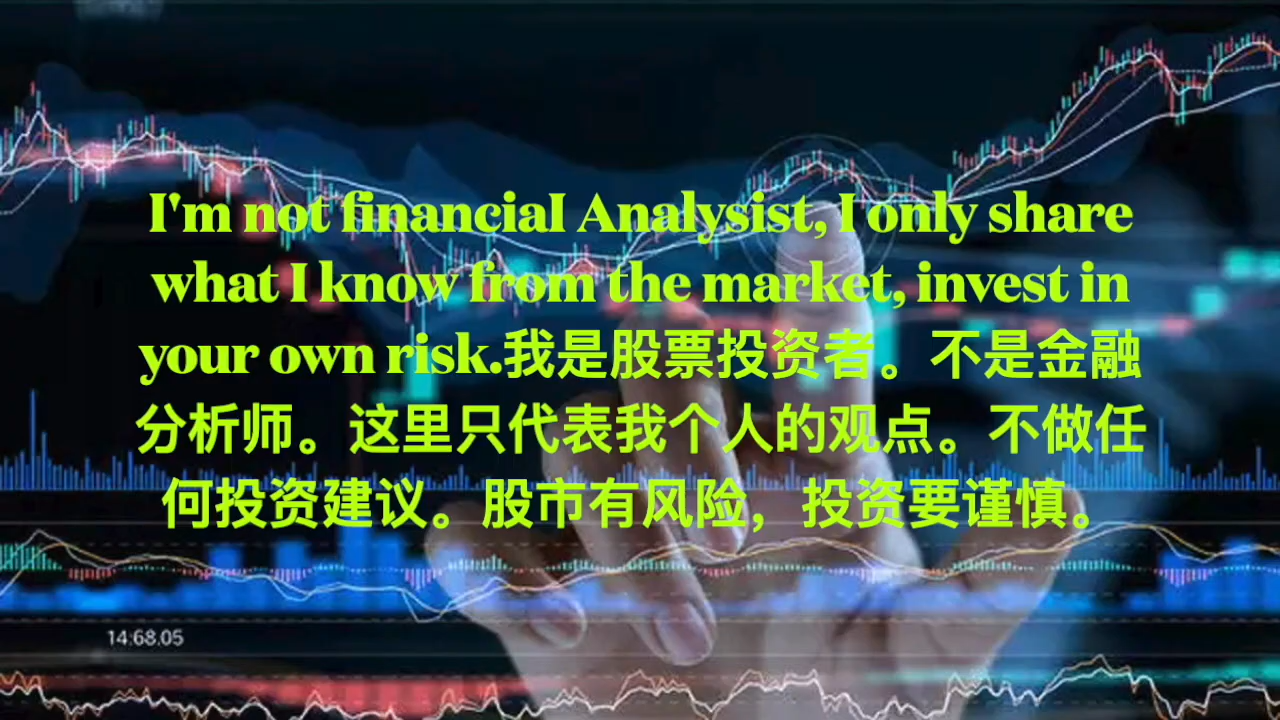 I'm not financial Analysist, I only share
what I know from the market, invest in
your own risk.我是股票投资者。不是金融
分析师。这里只代表我个人的观点。不做任
何投资建议。股市有风险，投资要谨慎。
14:68.05